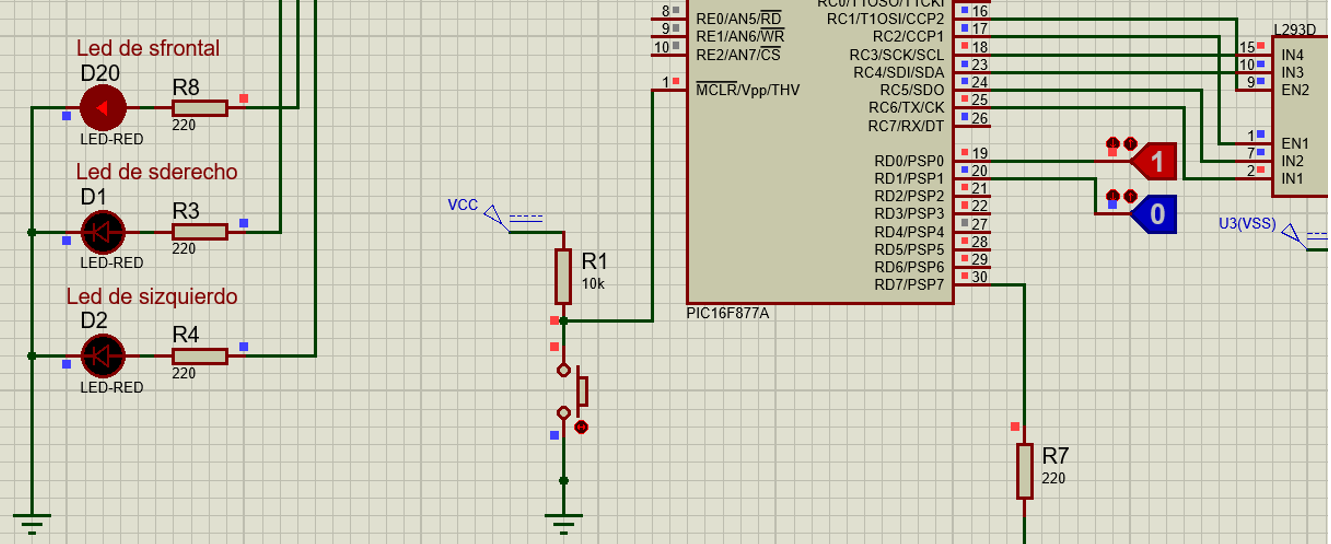 Led de sfrontal
D20
R8
220
LED-RED
Led de sderecho
D1
R3
220
LED-RED
Led de sizquierdo
D2
R4
220
LED-RED
VCC
R1
10k
8 RE0/AN5/RD
9 RE1/AN6/WR
10 RE2/AN7/CS
1 MCLR/Vpp/THV
RC0/T1OSO/T1CKI
RC1/T1OSI/CCP2 16
RC2/CCP1 17
RC3/SCK/SCL 18
RC4/SDI/SDA 23
RC5/SDO 24
RC6/TX/CK 25
RC7/RX/DT 26
RD0/PSP0 19
RD1/PSP1 20
RD2/PSP2 21
RD3/PSP3 22
RD4/PSP4 27
RD5/PSP5 28
RD6/PSP6 29
RD7/PSP7 30
PIC16F877A
1
0
L293D
15 IN4
10 IN3
9 EN2
1 EN1
7 IN2
2 IN1
U3(VSS)
R7
220